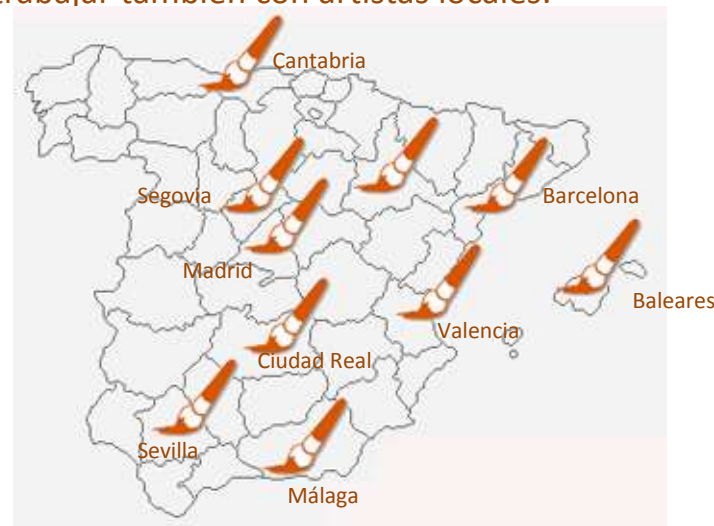 trabajar también con artistas locales.
Cantabria
Segovia
Barcelona
Madrid
Baleares
Valencia
Ciudad Real
Sevilla
Málaga